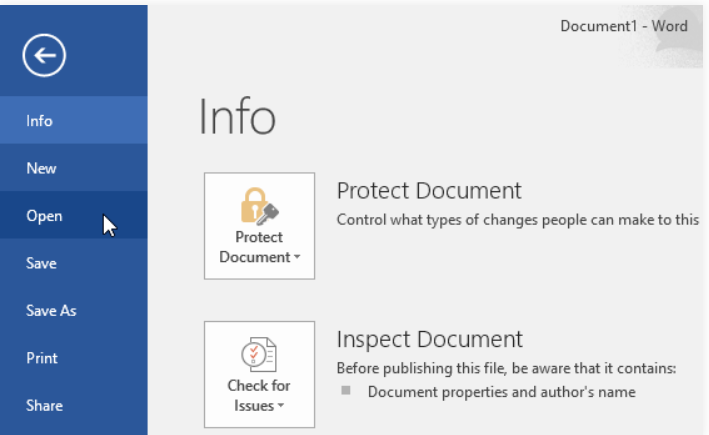 Document1 - Word
Info
New
Open
Save
Save As
Print
Share
Info
Protect
Document
Protect Document
Control what types of changes people can make to this
Check for
Issues
Inspect Document
Before publishing this file, be aware that it contains:
Document properties and author's name